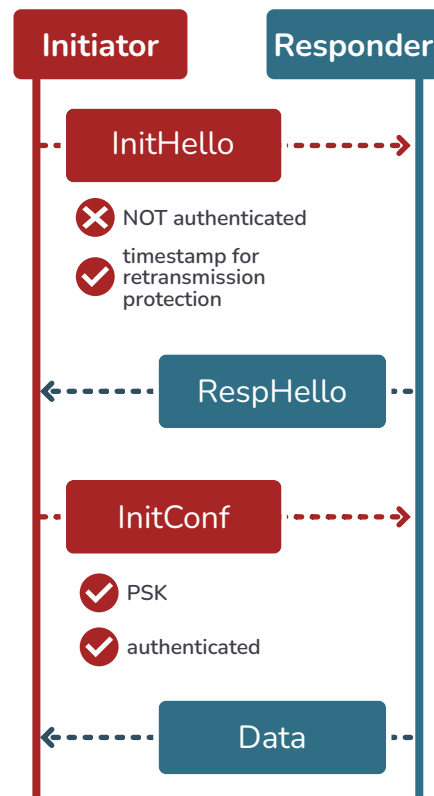 Initiator
Responder
InitHello
NOT authenticated
timestamp for
retransmission
protection
RespHello
InitConf
PSK
authenticated
Data